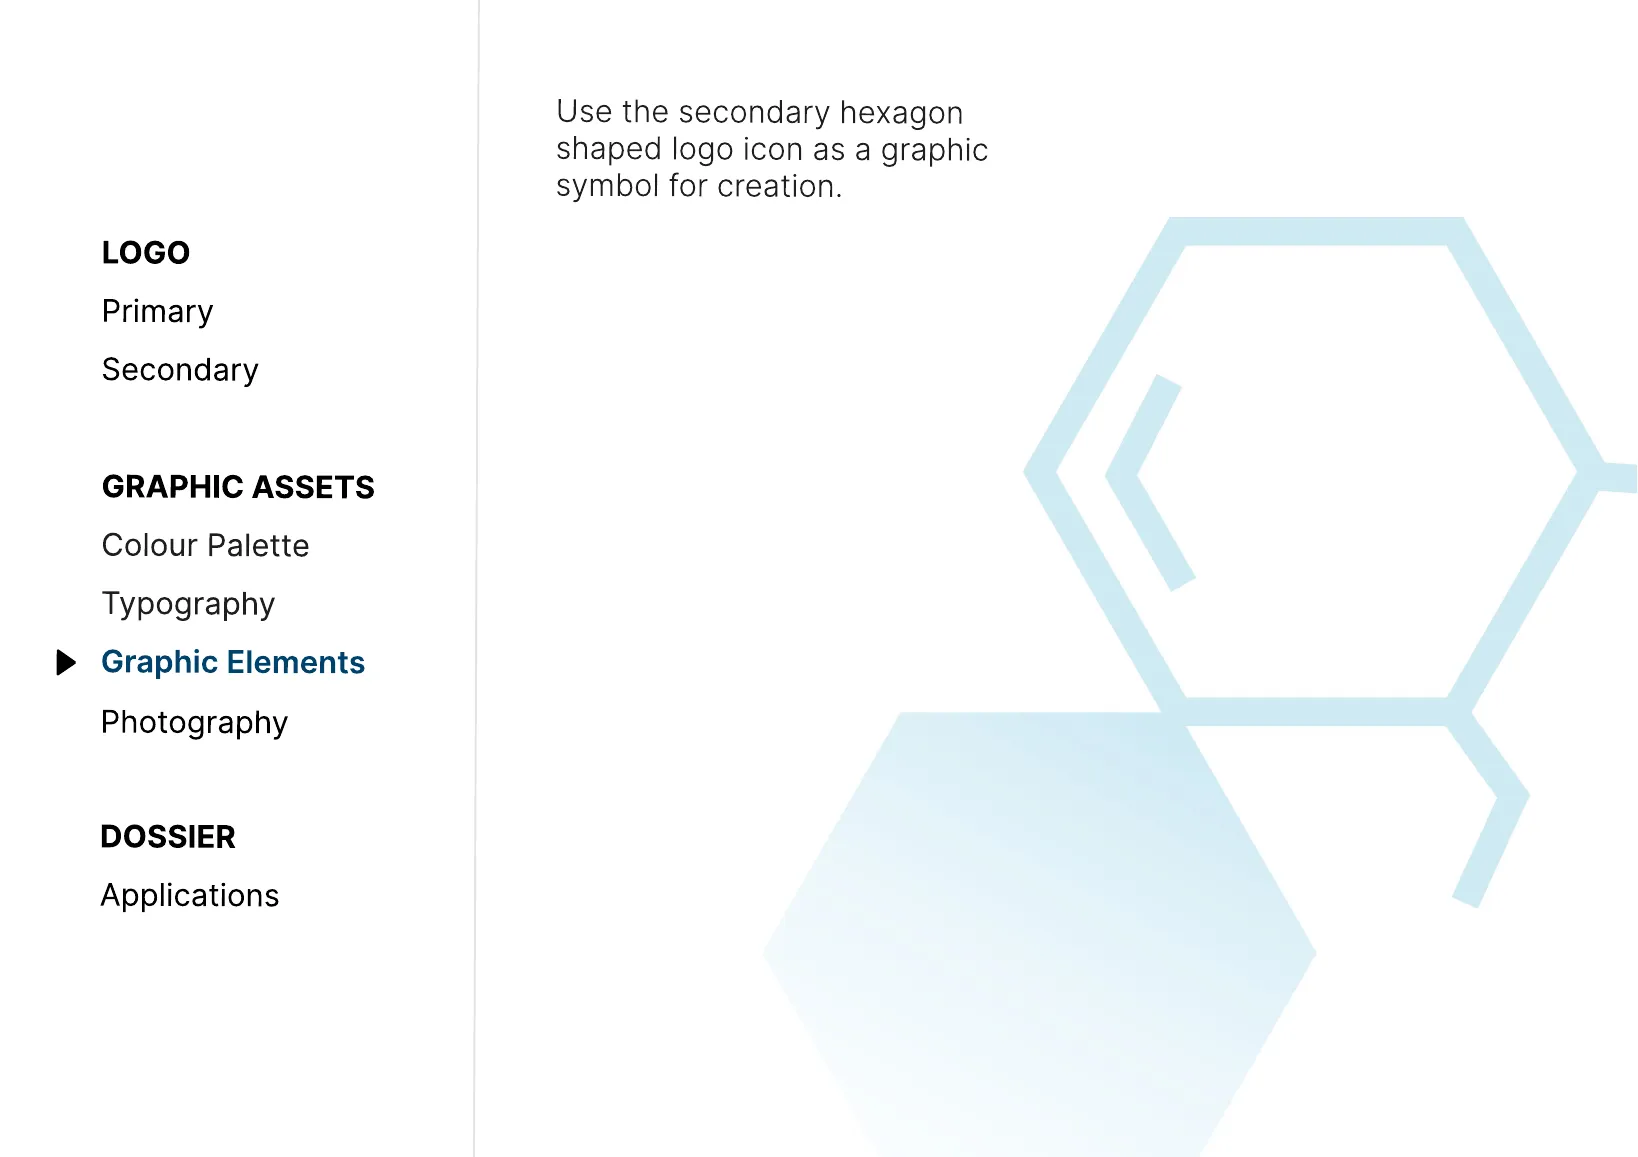 LOGO
Primary
Secondary
GRAPHIC ASSETS
Colour Palette
Typography
Graphic Elements
Photography
DOSSIER
Applications
Use the secondary hexagon
shaped logo icon as a graphic
symbol for creation.